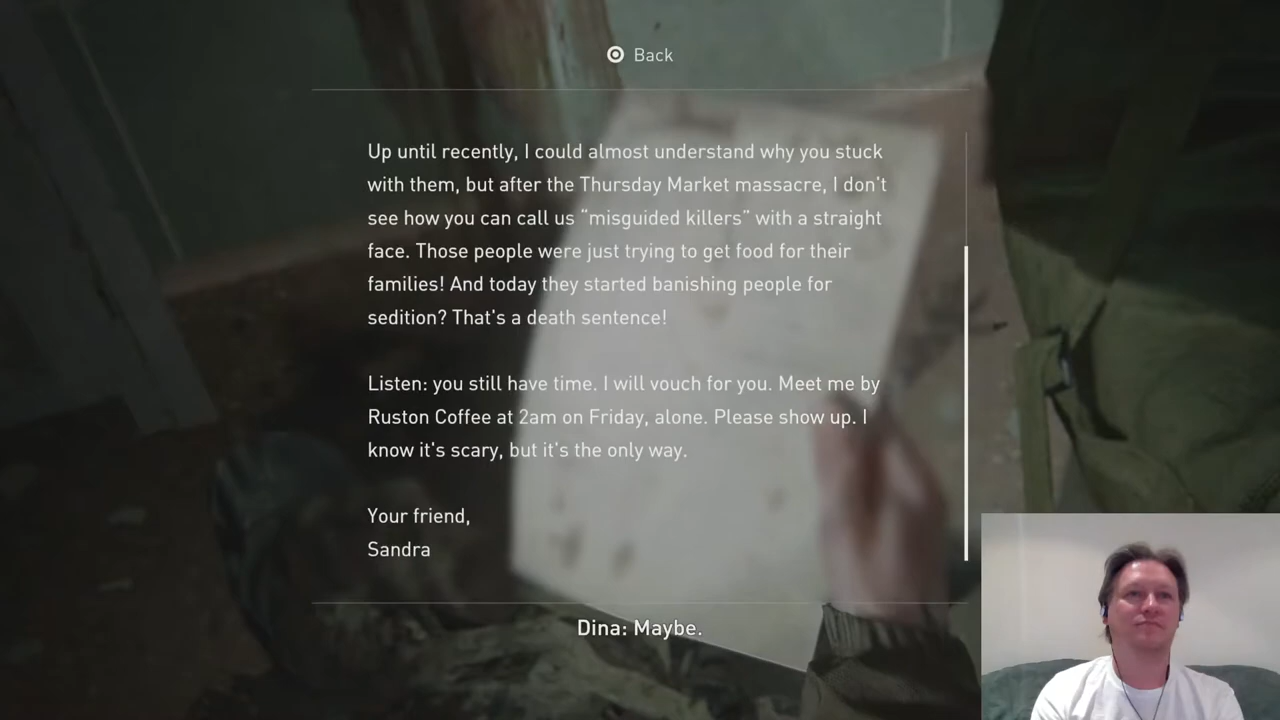 Back
Up until recently, I could almost understand why you stuck
with them, but after the Thursday Market massacre, I don't
see how you can call us “misguided killers” with a straight
face. Those people were just trying to get food for their
families! And today they started banishing people for
sedition? That's a death sentence!
Listen: you still have time. I will vouch for you. Meet me by
Ruston Coffee at 2am on Friday, alone. Please show up. I
know it's scary, but it's the only way.
Your friend,
Sandra
Dina: Maybe.